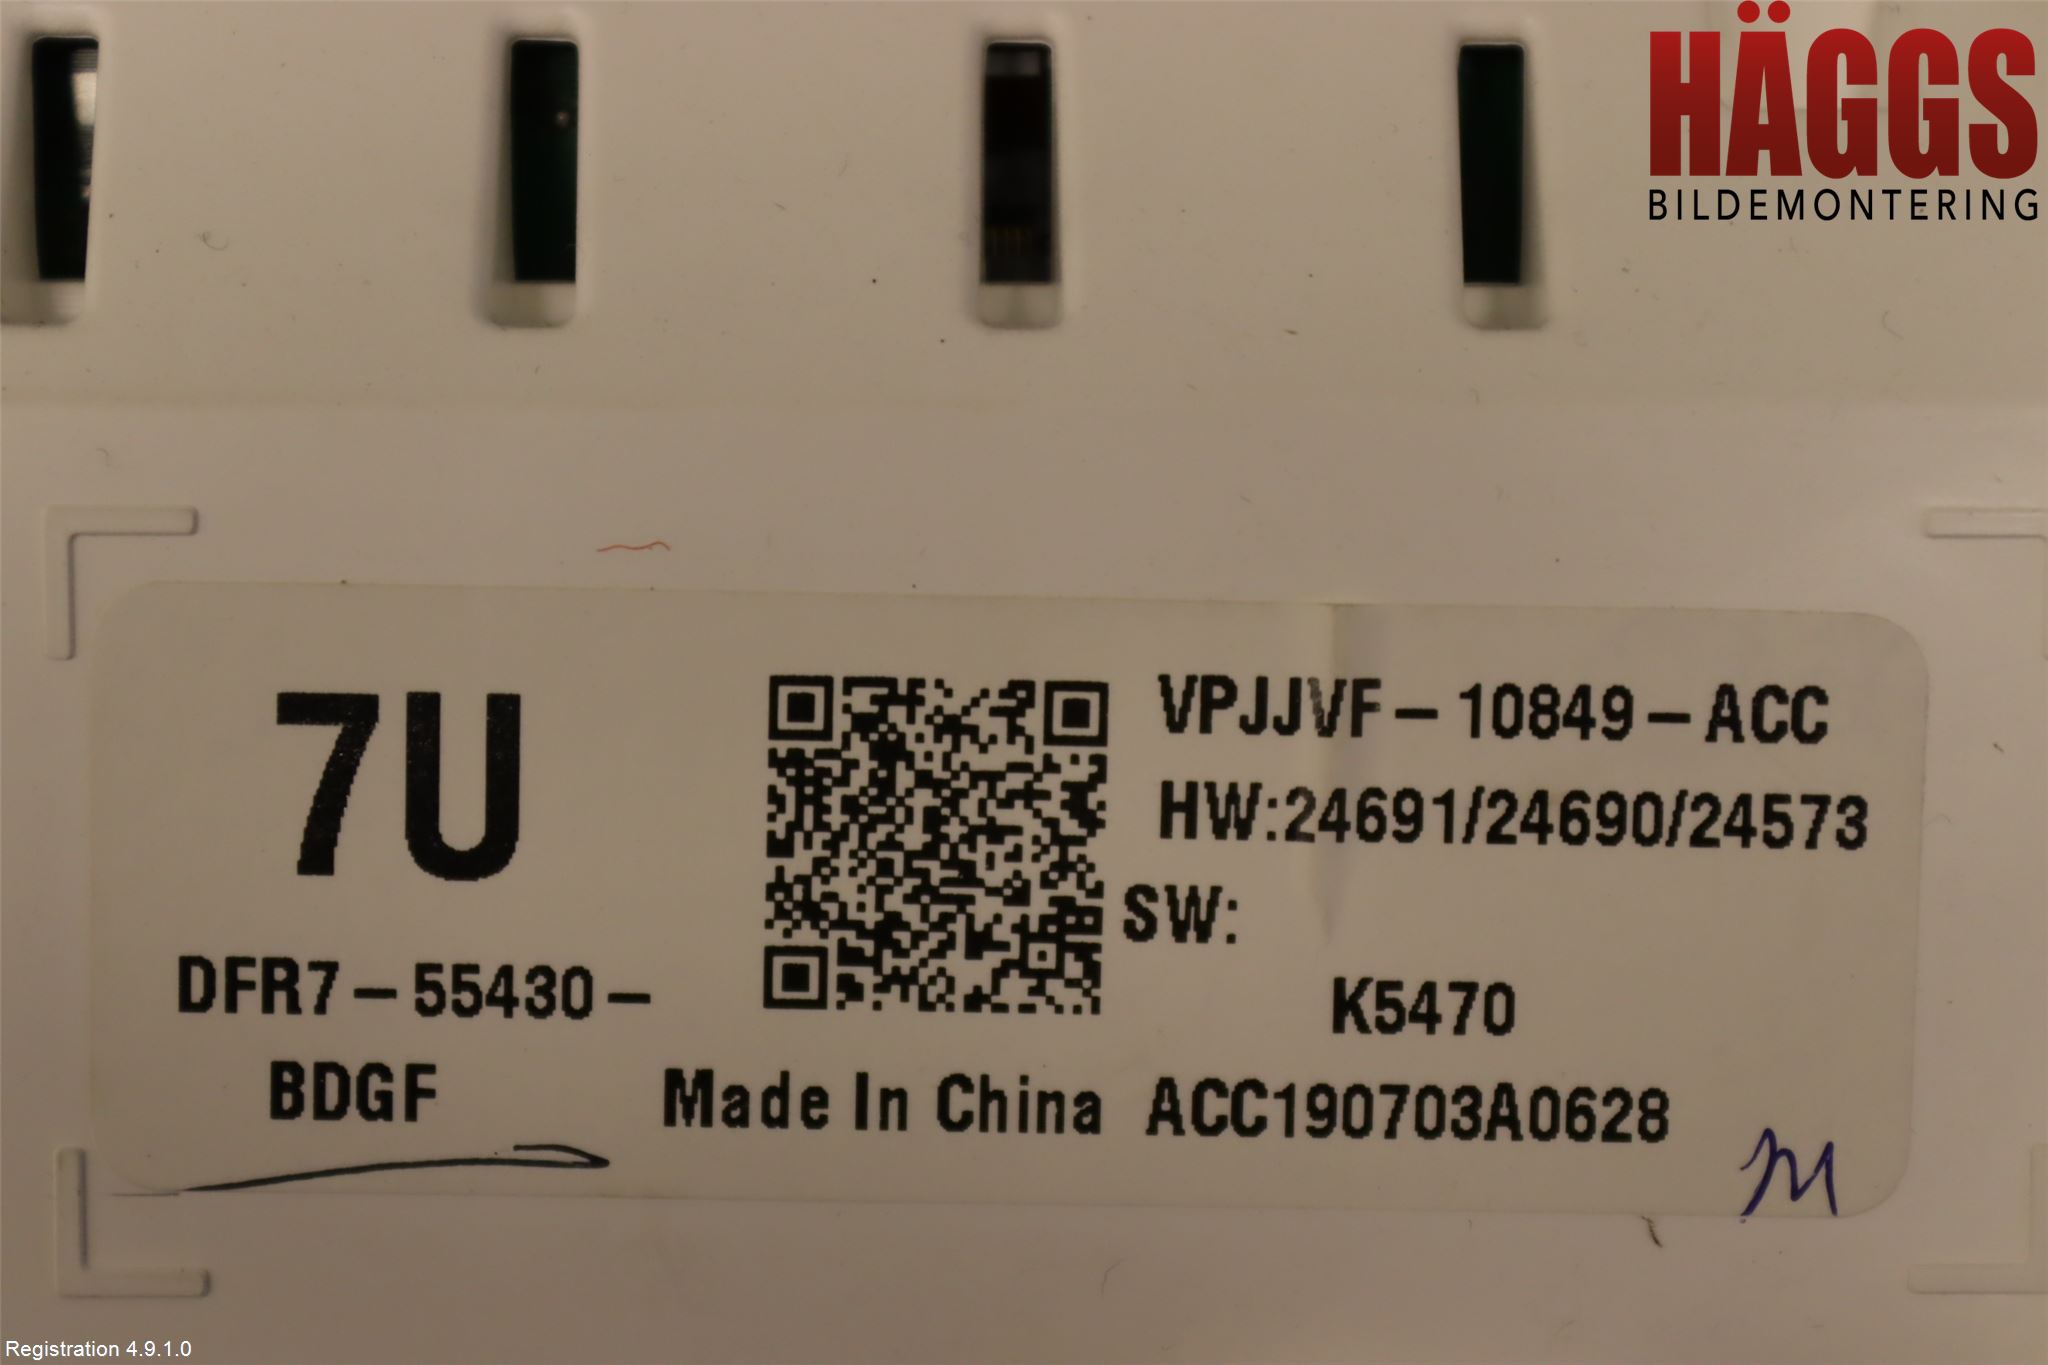 HÄGGS
BILDEMONTERING
7U
DFR7-55430-
BDGF
VPJJVF-10849-ACC
HW:24691/24690/24573
SW:
K5470
Made In China ACC190703A0628
M
Registration 4.9.1.0